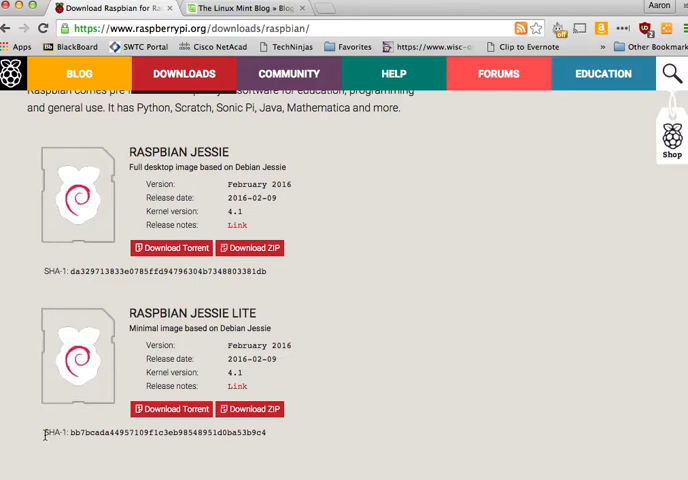 Download Raspbian for Ra
The Linux Mint Blog » Blog
Aaron
https://www.raspberrypi.org/downloads/raspbian/
Apps
BlackBoard
SWTC Portal
Cisco NetAcad
TechNinjas
Favorites
https://www.wisc-o
Clip to Evernote
Other Bookmark
BLOG
DOWNLOADS
COMMUNITY
HELP
FORUMS
EDUCATION
and general use. It has Python, Scratch, Sonic Pi, Java, Mathematica and more.
Shop
RASPBIAN JESSIE
Full desktop image based on Debian Jessie
Version: February 2016
Release date: 2016-02-09
Kernel version: 4.1
Release notes: Link
Download Torrent
Download ZIP
SHA-1: da329713833e0785ffd94796304b7348803381db
RASPBIAN JESSIE LITE
Minimal image based on Debian Jessie
Version: February 2016
Release date: 2016-02-09
Kernel version: 4.1
Release notes: Link
Download Torrent
Download ZIP
SHA-1: bb7bcada44957109f1c3eb98548951d0ba53b9c4